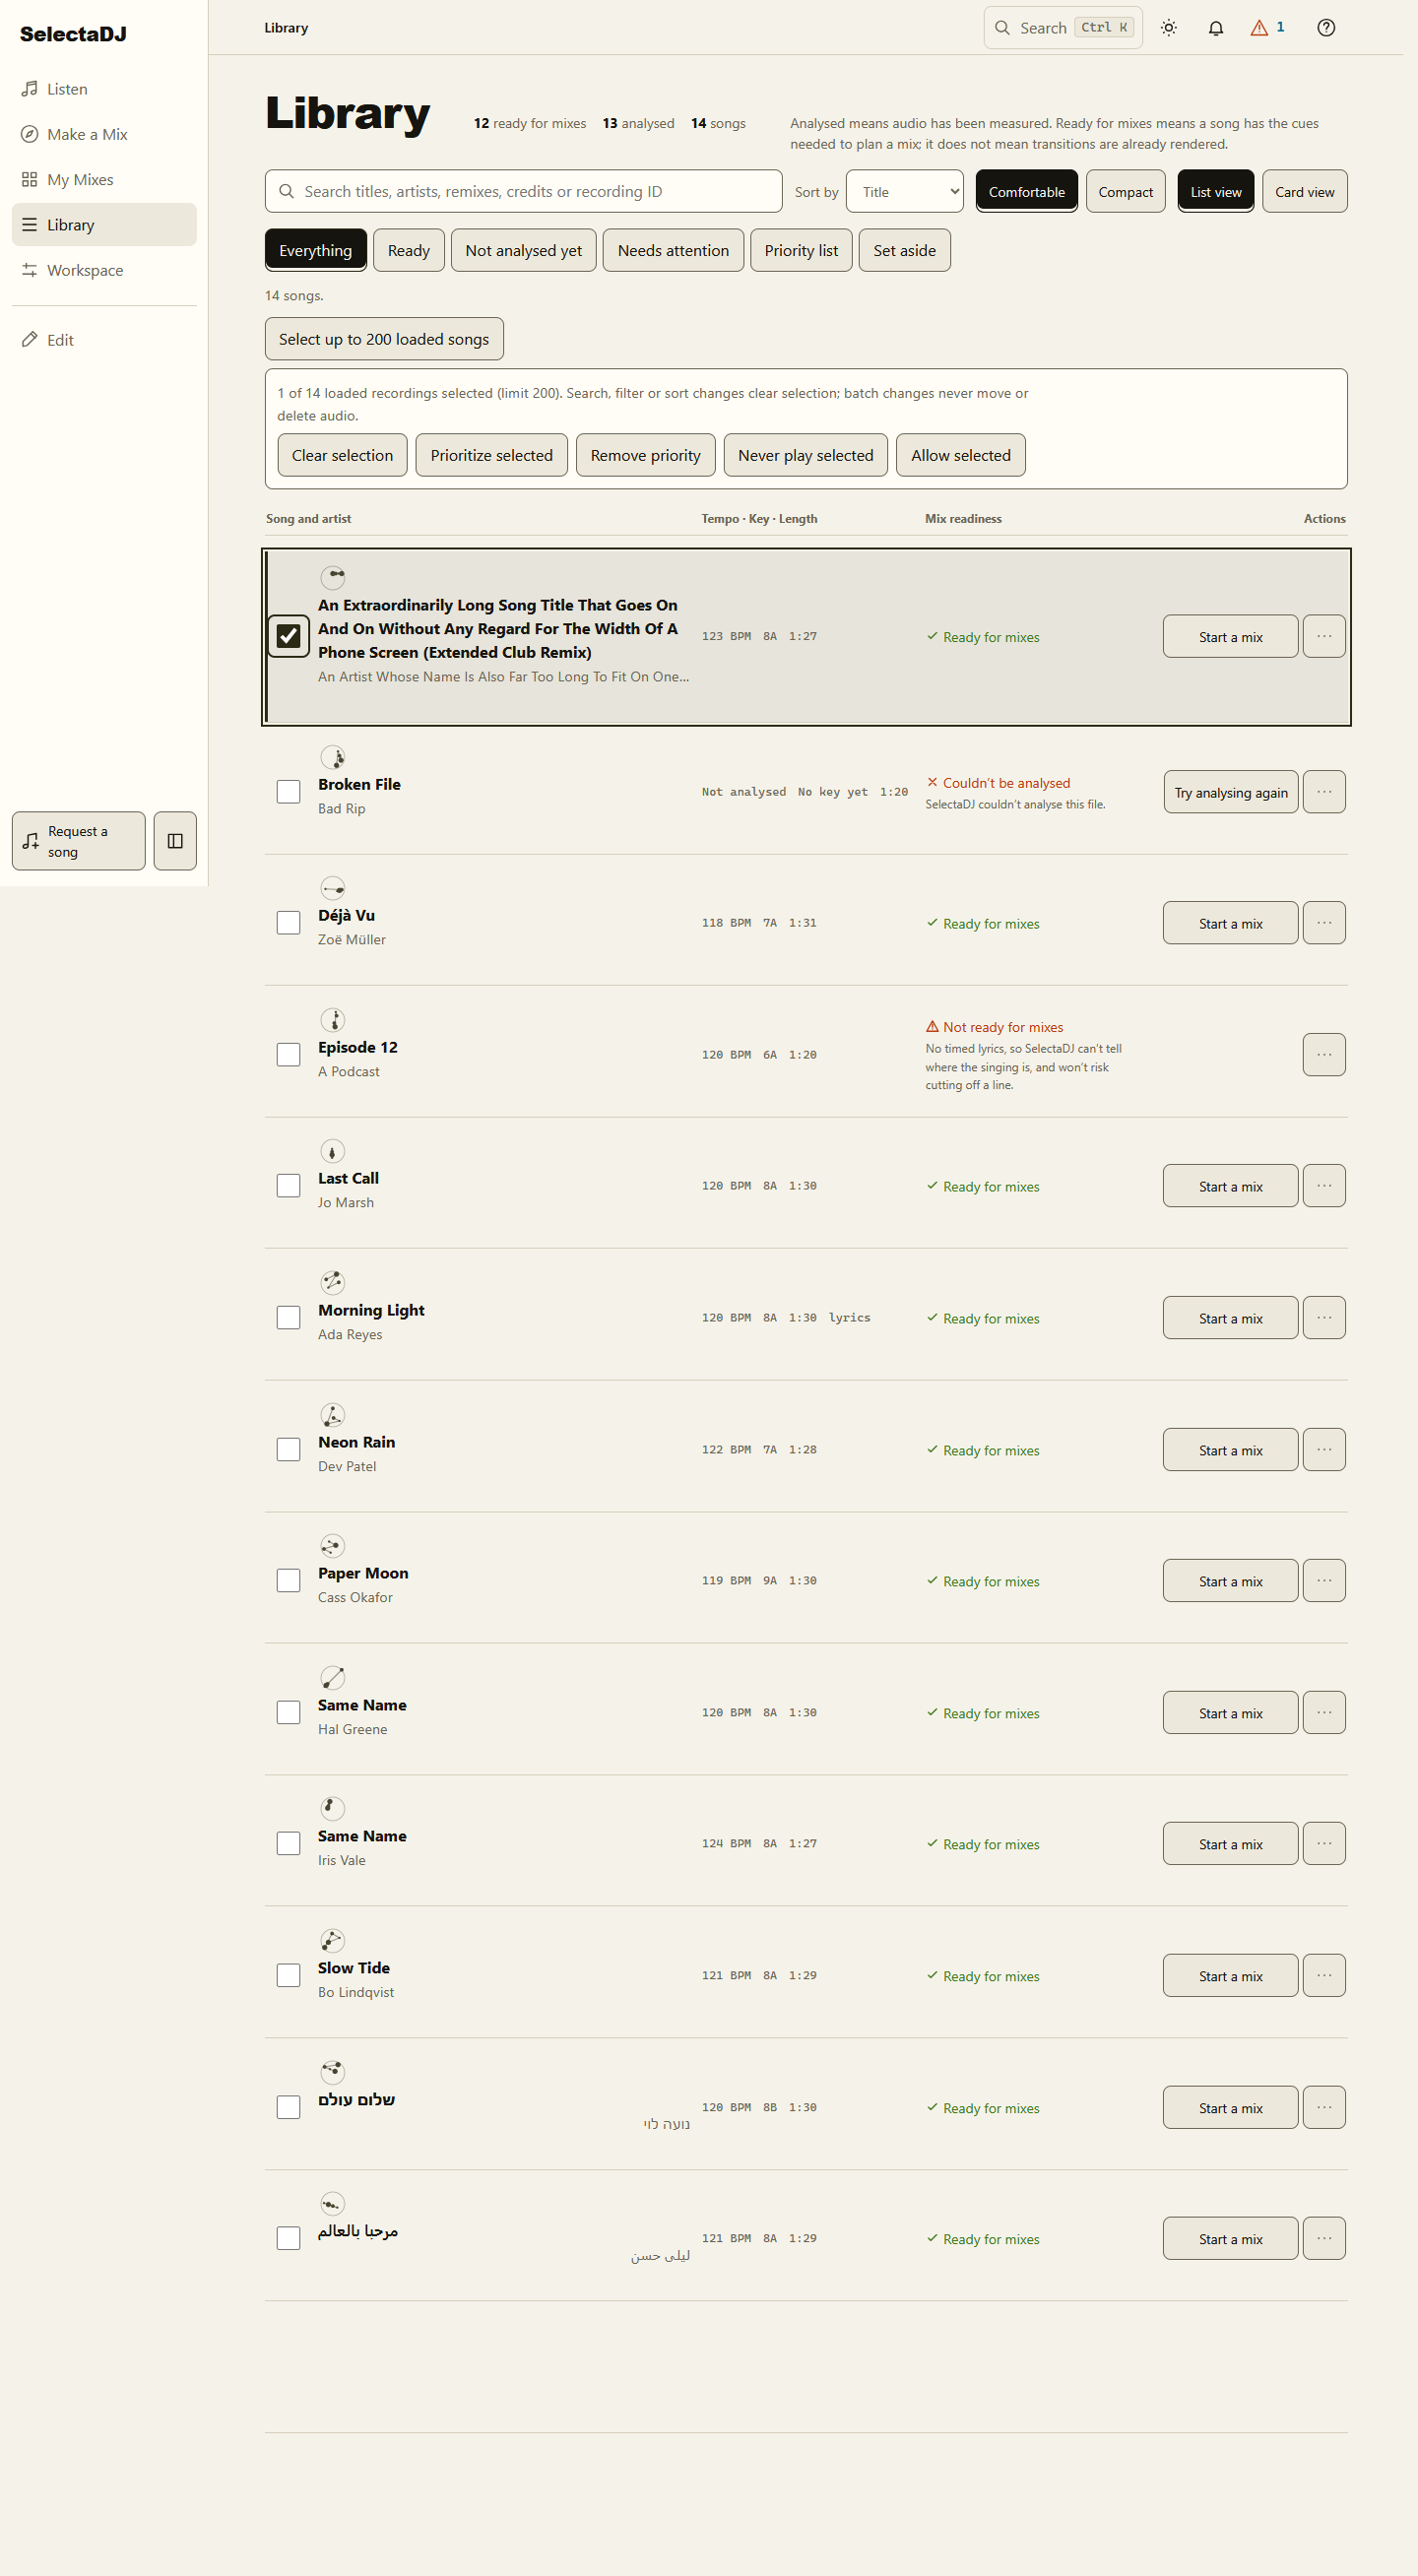 SelectaDJ
Listen
Make a Mix
My Mixes
Library
Workspace
Edit
Request a
song
Library
Search Ctrl K
1
Library
12 ready for mixes 13 analysed 14 songs
Analysed means audio has been measured. Ready for mixes means a song has the cues
needed to plan a mix; it does not mean transitions are already rendered.
Search titles, artists, remixes, credits or recording ID
Sort by Title
Comfortable Compact List view Card view
Everything Ready Not analysed yet Needs attention Priority list Set aside
14 songs.
Select up to 200 loaded songs
1 of 14 loaded recordings selected (limit 200). Search, filter or sort changes clear selection; batch changes never move or
delete audio.
Clear selection Prioritize selected Remove priority Never play selected Allow selected
Song and artist Tempo · Key · Length Mix readiness Actions
An Extraordinarily Long Song Title That Goes On
And On Without Any Regard For The Width Of A
Phone Screen (Extended Club Remix)
An Artist Whose Name Is Also Far Too Long To Fit On One…
123 BPM 8A 1:27
Ready for mixes
Start a mix ···
Broken File
Bad Rip
Not analysed No key yet 1:20
Couldn’t be analysed
SelectaDJ couldn’t analyse this file.
Try analysing again ···
Déjà Vu
Zoë Müller
118 BPM 7A 1:31
Ready for mixes
Start a mix ···
Episode 12
A Podcast
120 BPM 6A 1:20
Not ready for mixes
No timed lyrics, so SelectaDJ can’t tell
where the singing is, and won’t risk
cutting off a line.
···
Last Call
Jo Marsh
120 BPM 8A 1:30
Ready for mixes
Start a mix ···
Morning Light
Ada Reyes
120 BPM 8A 1:30 lyrics
Ready for mixes
Start a mix ···
Neon Rain
Dev Patel
122 BPM 7A 1:28
Ready for mixes
Start a mix ···
Paper Moon
Cass Okafor
119 BPM 9A 1:30
Ready for mixes
Start a mix ···
Same Name
Hal Greene
120 BPM 8A 1:30
Ready for mixes
Start a mix ···
Same Name
Iris Vale
124 BPM 8A 1:27
Ready for mixes
Start a mix ···
Slow Tide
Bo Lindqvist
121 BPM 8A 1:29
Ready for mixes
Start a mix ···
שלום עולם
נועה לוי
120 BPM 8B 1:30
Ready for mixes
Start a mix ···
مرحبا بالعالم
ليلى حسن
121 BPM 8A 1:29
Ready for mixes
Start a mix ···